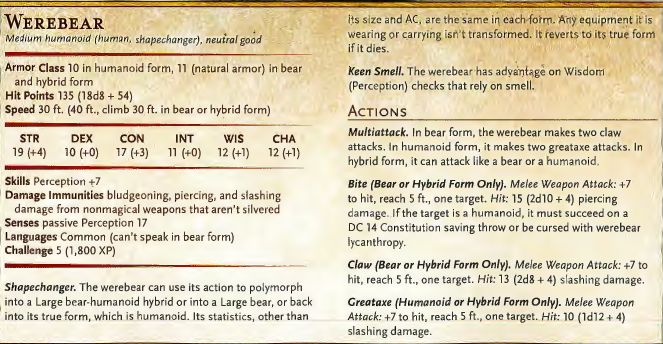 WEREBEAR
Medium humanoid (human, shapechanger), neutral good
Armor Class 10 in humanoid form, 11 (natural armor) in bear
and hybrid form
Hit Points 135 (18d8 + 54)
Speed 30 ft. (40 ft., climb 30 ft. in bear or hybrid form)
STR DEX CON INT WIS CHA
19 (+4) 10 (+0) 17 (+3) 11 (+0) 12 (+1) 12 (+1)
Skills Perception +7
Damage Immunities bludgeoning, piercing, and slashing
damage from nonmagical weapons that aren't silvered
Senses passive Perception 17
Languages Common (can't speak in bear form)
Challenge 5 (1,800 XP)
Shapechanger. The werebear can use its action to polymorph
into a Large bear-humanoid hybrid or into a Large bear, or back
into its true form, which is humanoid. Its statistics, other than
its size and AC, are the same in each form. Any equipment it is
wearing or carrying isn't transformed. It reverts to its true form
if it dies.
Keen Smell. The werebear has advantage on Wisdom
(Perception) checks that rely on smell.
ACTIONS
Multiattack. In bear form, the werebear makes two claw
attacks. In humanoid form, it makes two greataxe attacks. In
hybrid form, it can attack like a bear or a humanoid.
Bite (Bear or Hybrid Form Only). Melee Weapon Attack: +7
to hit, reach 5 ft., one target. Hit: 15 (2d10 + 4) piercing
damage. If the target is a humanoid, it must succeed on a
DC 14 Constitution saving throw or be cursed with werebear
lycanthropy.
Claw (Bear or Hybrid Form Only). Melee Weapon Attack: +7 to
hit, reach 5 ft., one target. Hit: 13 (2d8 + 4) slashing damage.
Greataxe (Humanoid or Hybrid Form Only). Melee Weapon
Attack: +7 to hit, reach 5 ft., one target. Hit: 10 (1d12 + 4)
slashing damage.